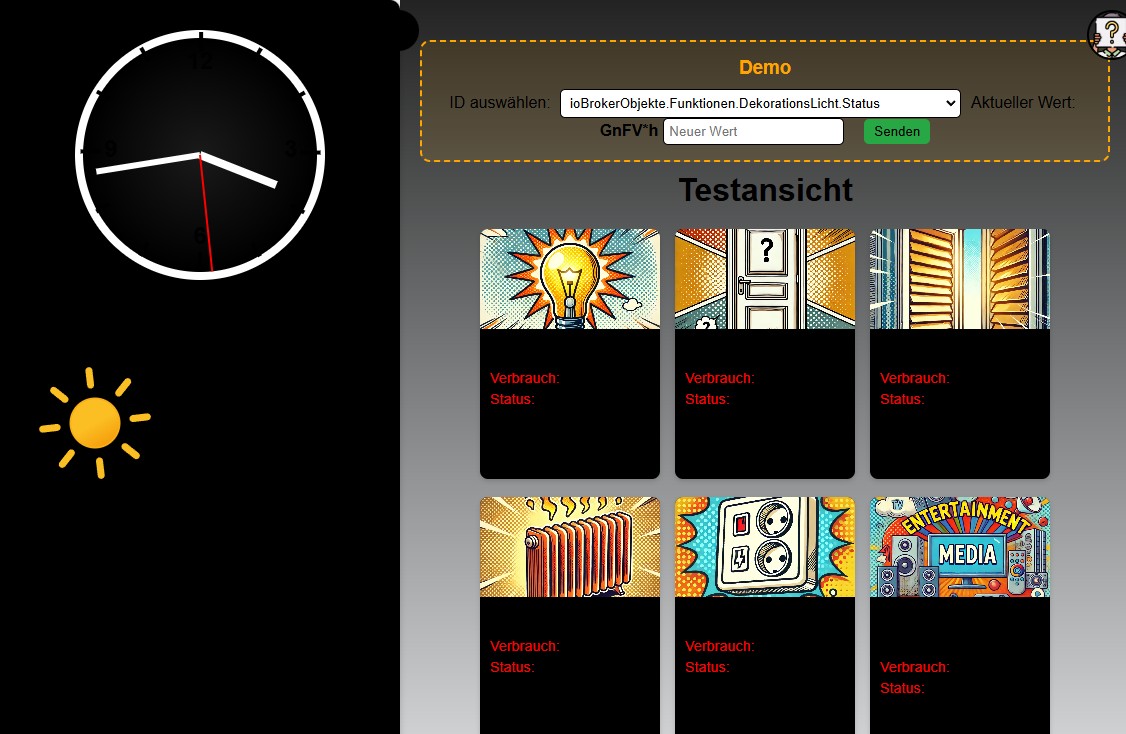 12
9
3
6
Demo
ID auswählen: ioBrokerObjekte.Funktionen.DekorationsLicht.Status Aktueller Wert:
GnFV*h Neuer Wert Senden
Testansicht
?
?
?
Verbrauch:
Status:
Verbrauch:
Status:
Verbrauch:
Status:
TV
ENTERTAINMENT
MEDIA
Verbrauch:
Status:
Verbrauch:
Status:
Verbrauch:
Status: